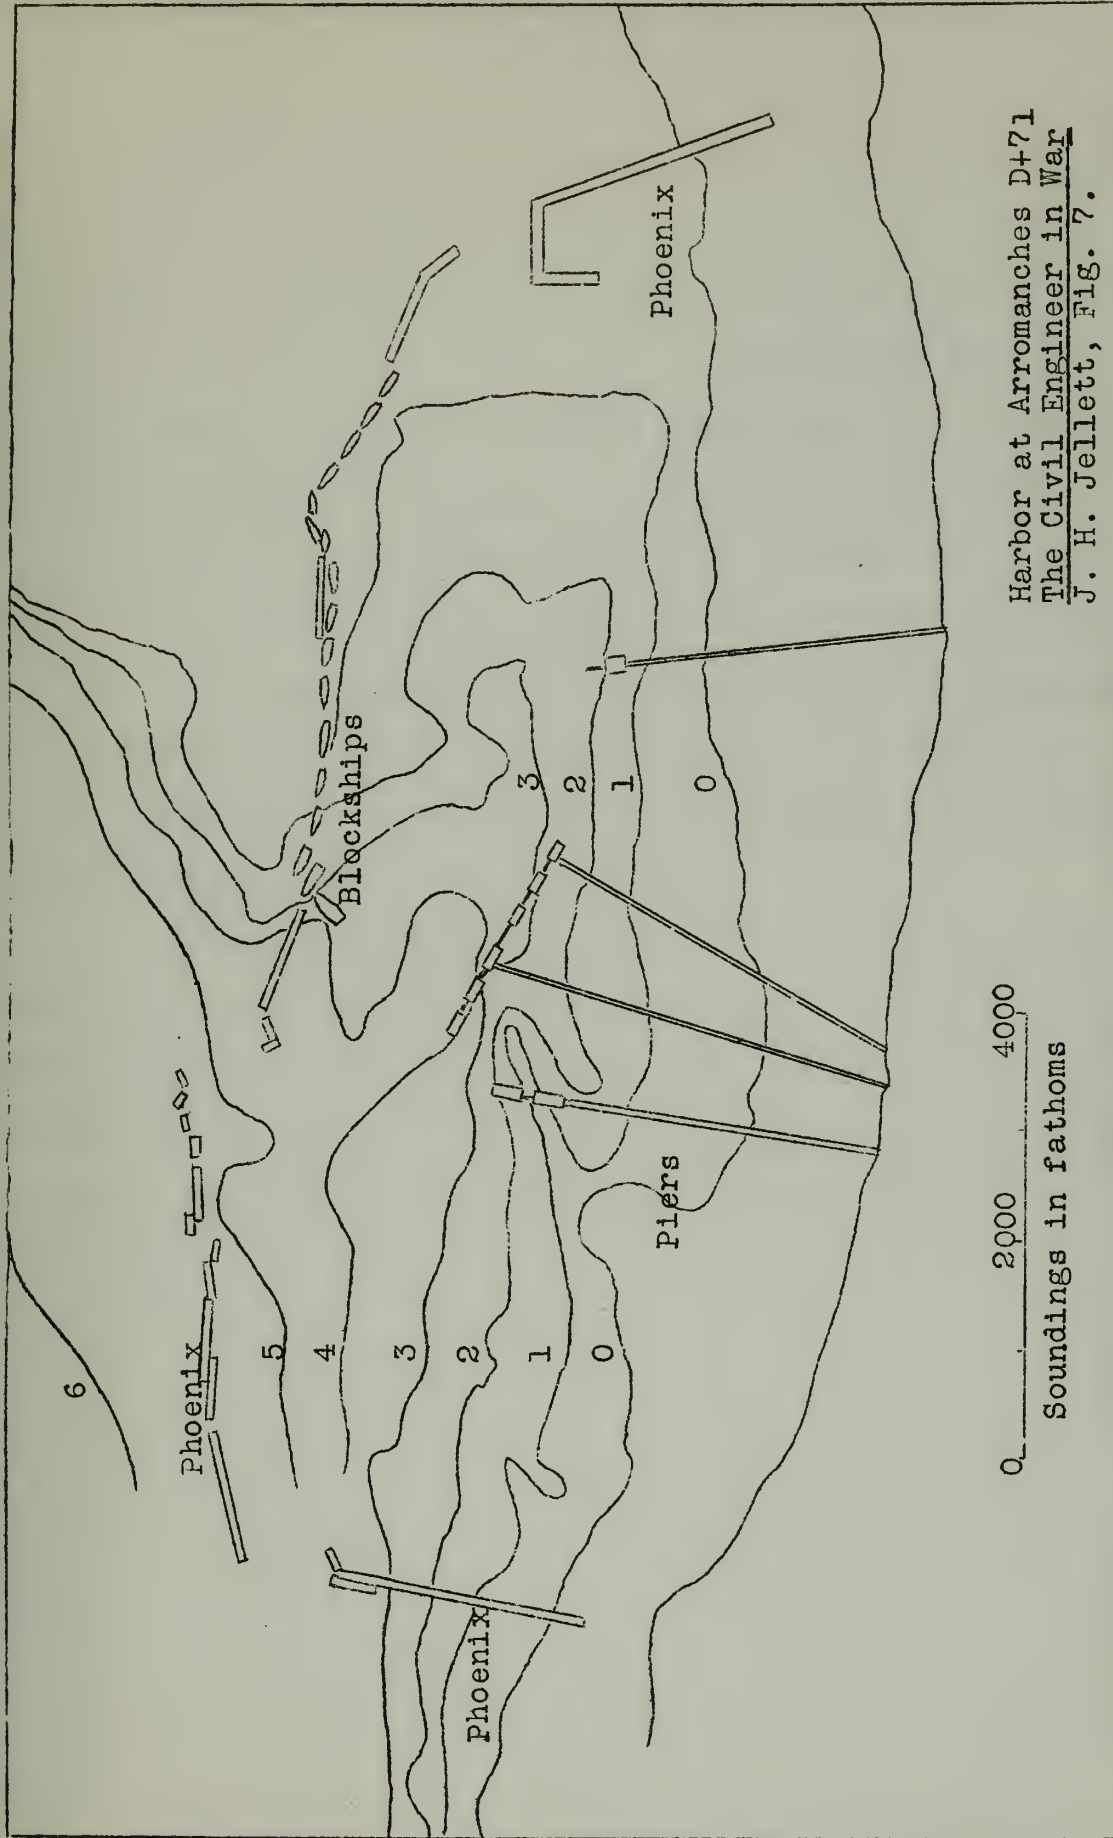 6
Phoenix
5
4
3
2
1
0
Phoenix
Blockships
3
2
1
0
Phoenix
Piers
0 2000 4000
Soundings in fathoms
Harbor at Arromanches D+71
The Civil Engineer in War
J. H. Jellett, Fig. 7.